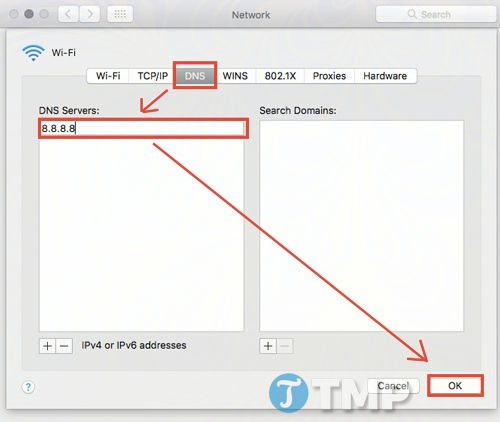 Network
Search
Wi-Fi
Wi-Fi TCP/IP DNS WINS 802.1X Proxies Hardware
DNS Servers: Search Domains:
8.8.8.8
+ − IPv4 or IPv6 addresses + −
? Cancel OK
T TMP